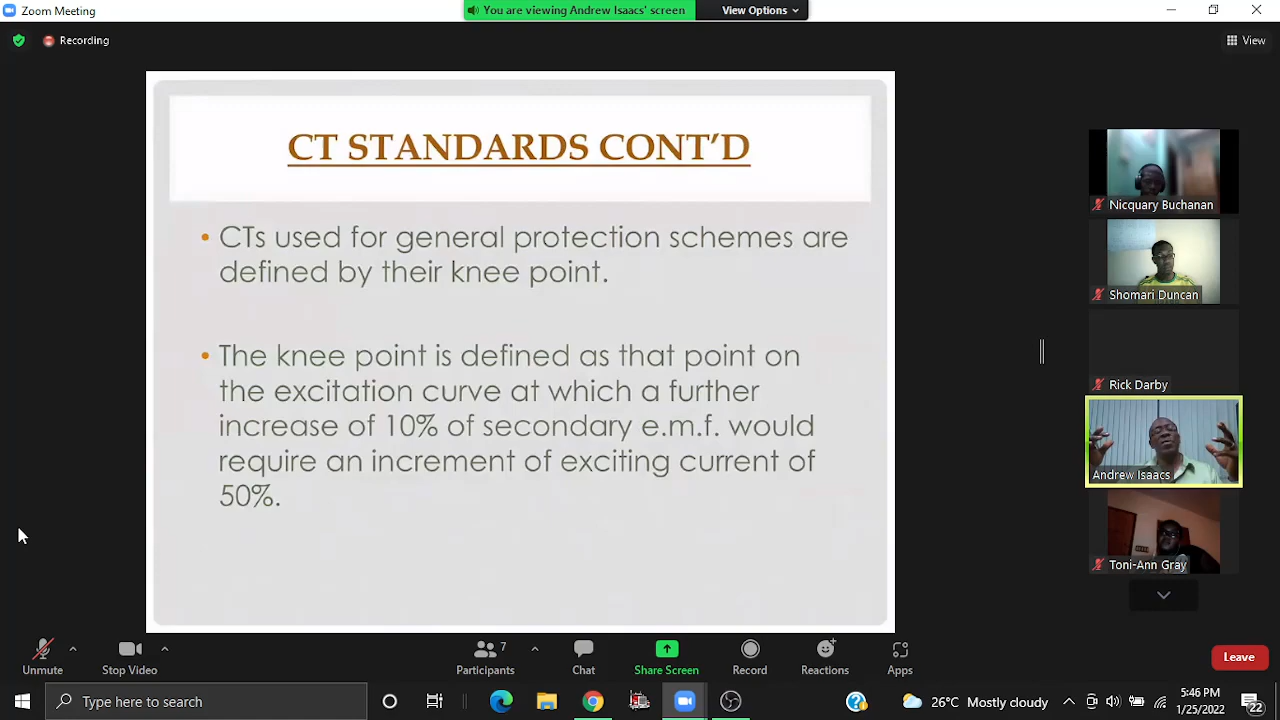 Zoom Meeting
You are viewing Andrew Isaacs' screen
View Options
Recording
View
CT STANDARDS CONT'D
• CTs used for general protection schemes are
defined by their knee point.
• The knee point is defined as that point on
the excitation curve at which a further
increase of 10% of secondary e.m.f. would
require an increment of exciting current of
50%.
Nicquary Buchanan
Shomari Duncan
Rick Darby
Andrew Isaacs
Toni-Ann Gray
Unmute
Stop Video
Participants
7
Chat
Share Screen
Record
Reactions
Apps
Leave
Type here to search
26°C Mostly cloudy
5:46 PM
1/25/2022
22